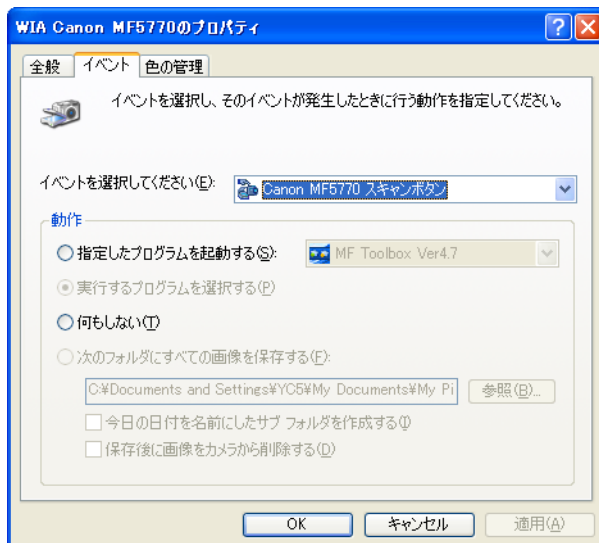 WIA Canon MF5770のプロパティ
全般 イベント 色の管理
イベントを選択し、そのイベントが発生したときに行う動作を指定してください。
イベントを選択してください(E): Canon MF5770 スキャンボタン
動作
指定したプログラムを起動する(S): MF Toolbox Ver4.7
実行するプログラムを選択する(P)
何もしない(T)
次のフォルダにすべての画像を保存する(F):
C:¥Documents and Settings¥YC5¥My Documents¥My Pi 参照(B)...
今日の日付を名前にしたサブ フォルダを作成する(I)
保存後に画像をカメラから削除する(D)
OK キャンセル 適用(A)